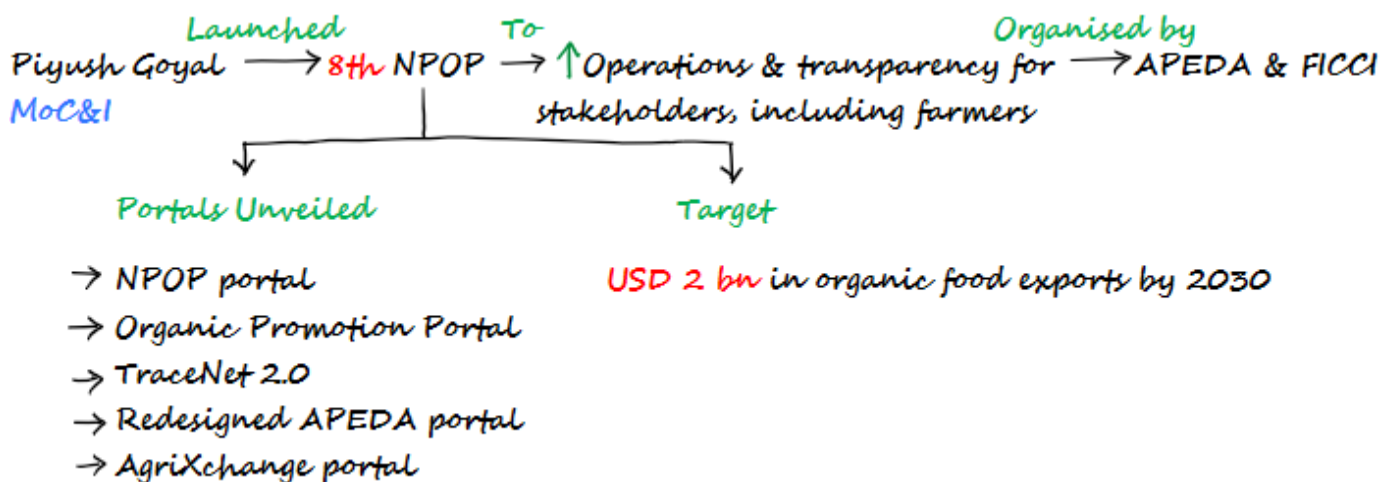 Launched To Organised by
Piyush Goyal → 8th NPOP → ↑Operations & transparency for → APEDA & FICCI
MoC&I stakeholders, including farmers
Portals Unveiled Target
→ NPOP portal USD 2 bn in organic food exports by 2030
→ Organic Promotion Portal
→ TraceNet 2.0
→ Redesigned APEDA portal
→ AgriXchange portal